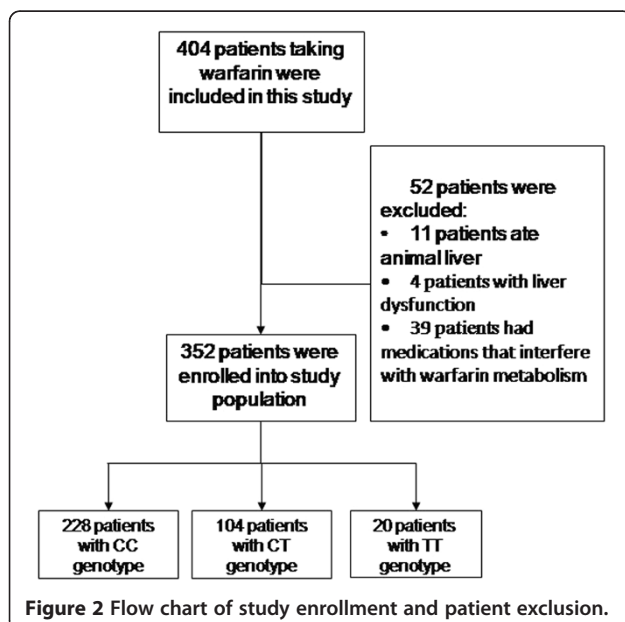 404 patients taking
warfarin were
included in this study
52 patients were
excluded:
• 11 patients ate
animal liver
• 4 patients with liver
dysfunction
• 39 patients had
medications that interfere
with warfarin metabolism
352 patients were
enrolled into study
population
228 patients
with CC
genotype
104 patients
with CT
genotype
20 patients
with TT
genotype
Figure 2 Flow chart of study enrollment and patient exclusion.